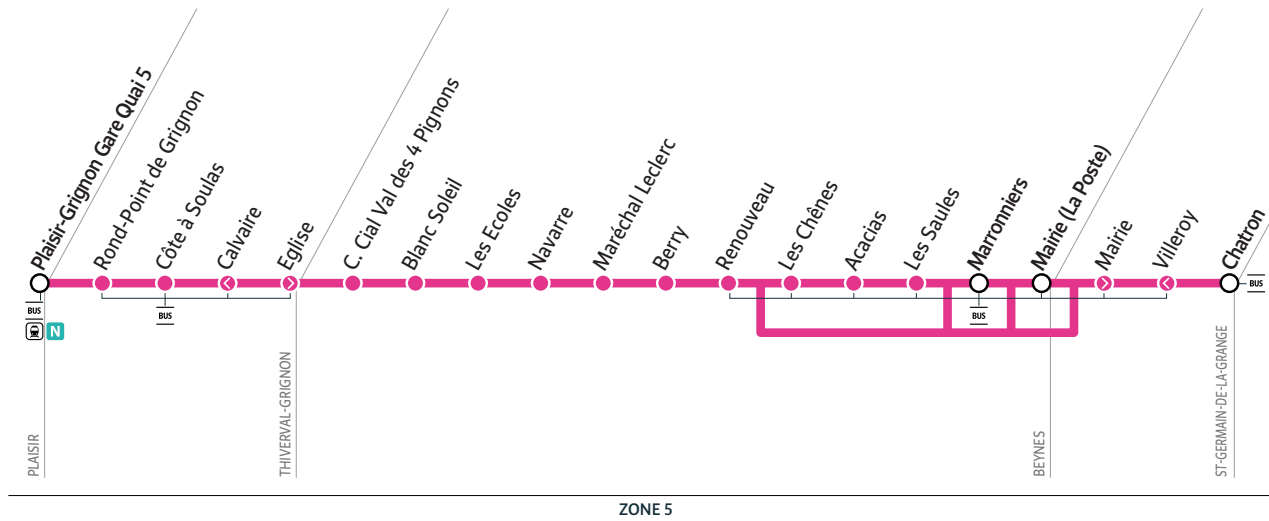 Plaisir-Grignon Gare Quai 5
Rond-Point de Grignon
Côte à Soulas
Calvaire
Eglise
C. Cial Val des 4 Pignons
Blanc Soleil
Les Ecoles
Navarre
Maréchal Leclerc
Berry
Renouveau
Les Chênes
Acacias
Les Saules
Marronniers
Mairie (La Poste)
Mairie
Villeroy
Chatron
BUS
BUS
BUS
BUS
N
PLAISIR
THIVERVAL-GRIGNON
BEYNES
ST-GERMAIN-DE-LA-GRANGE
ZONE 5